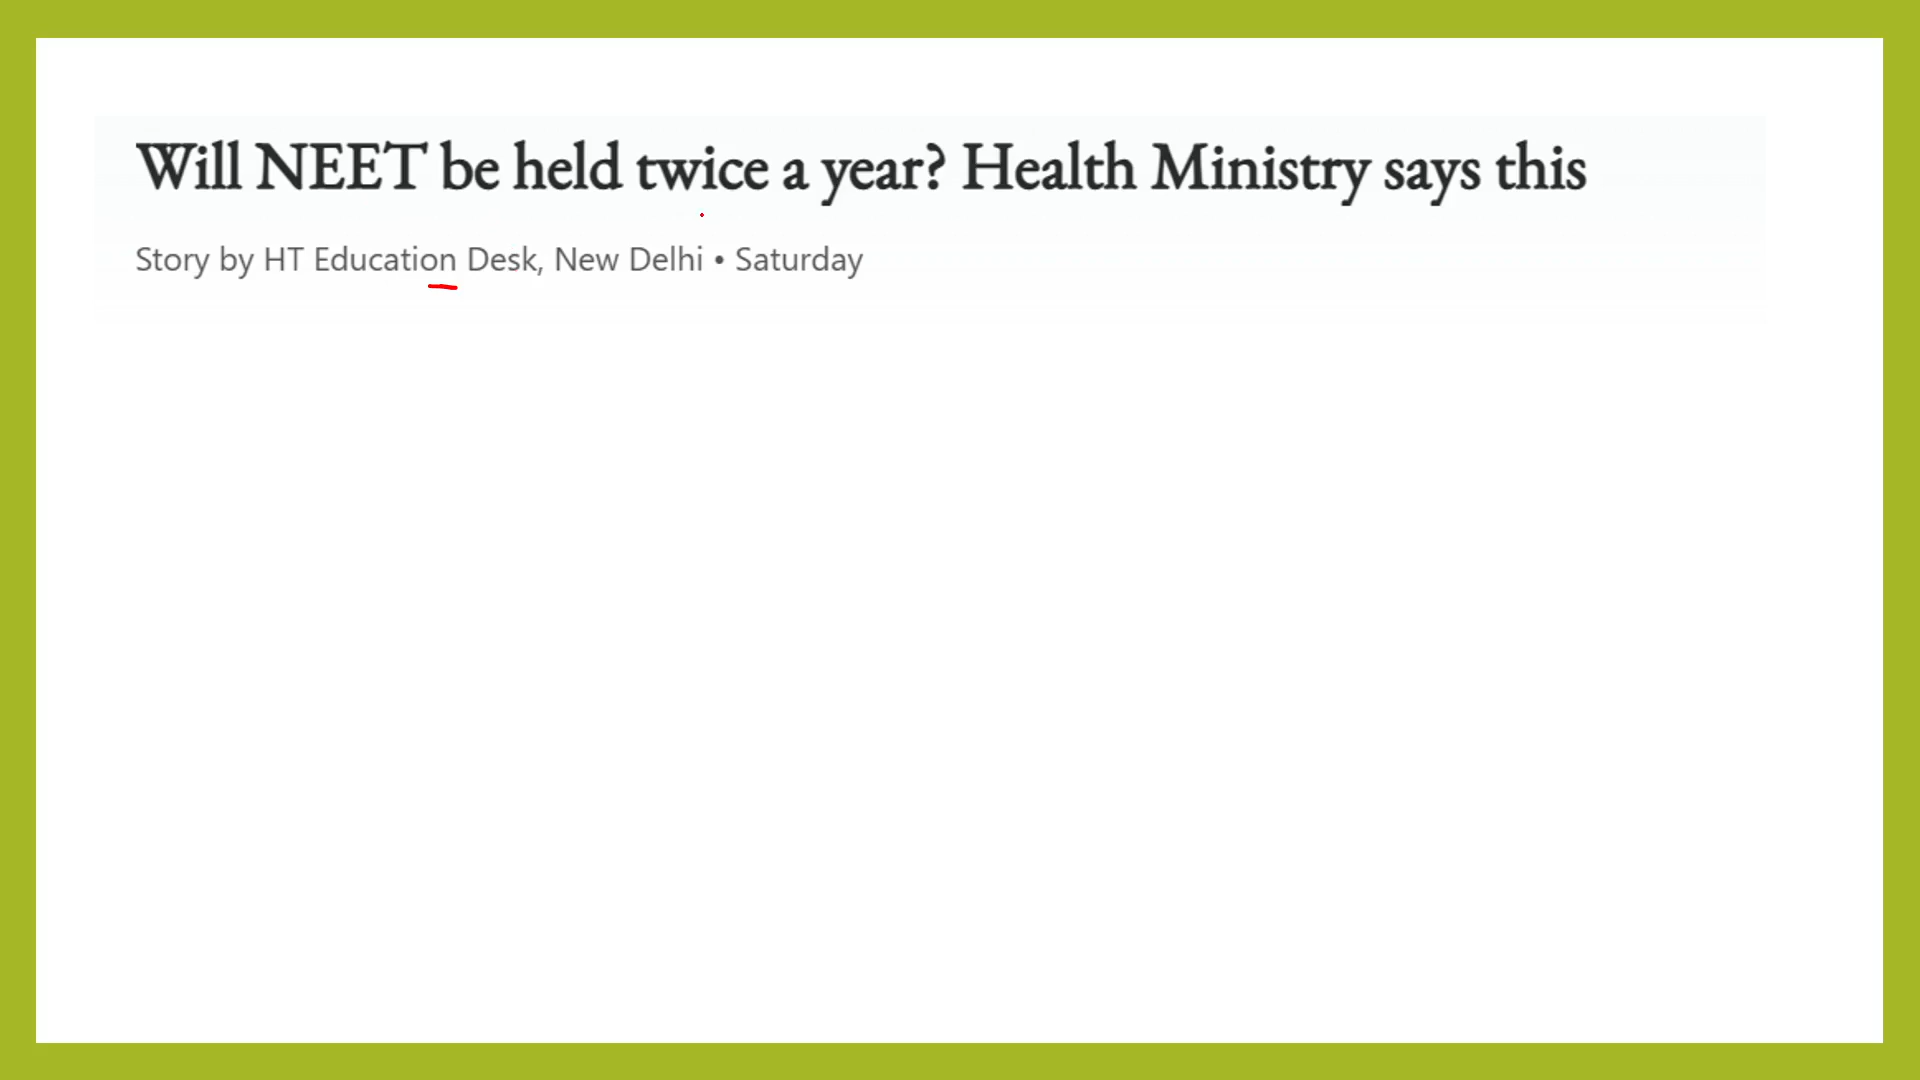 Will NEET be held twice a year? Health Ministry says this
Story by HT Education Desk, New Delhi • Saturday